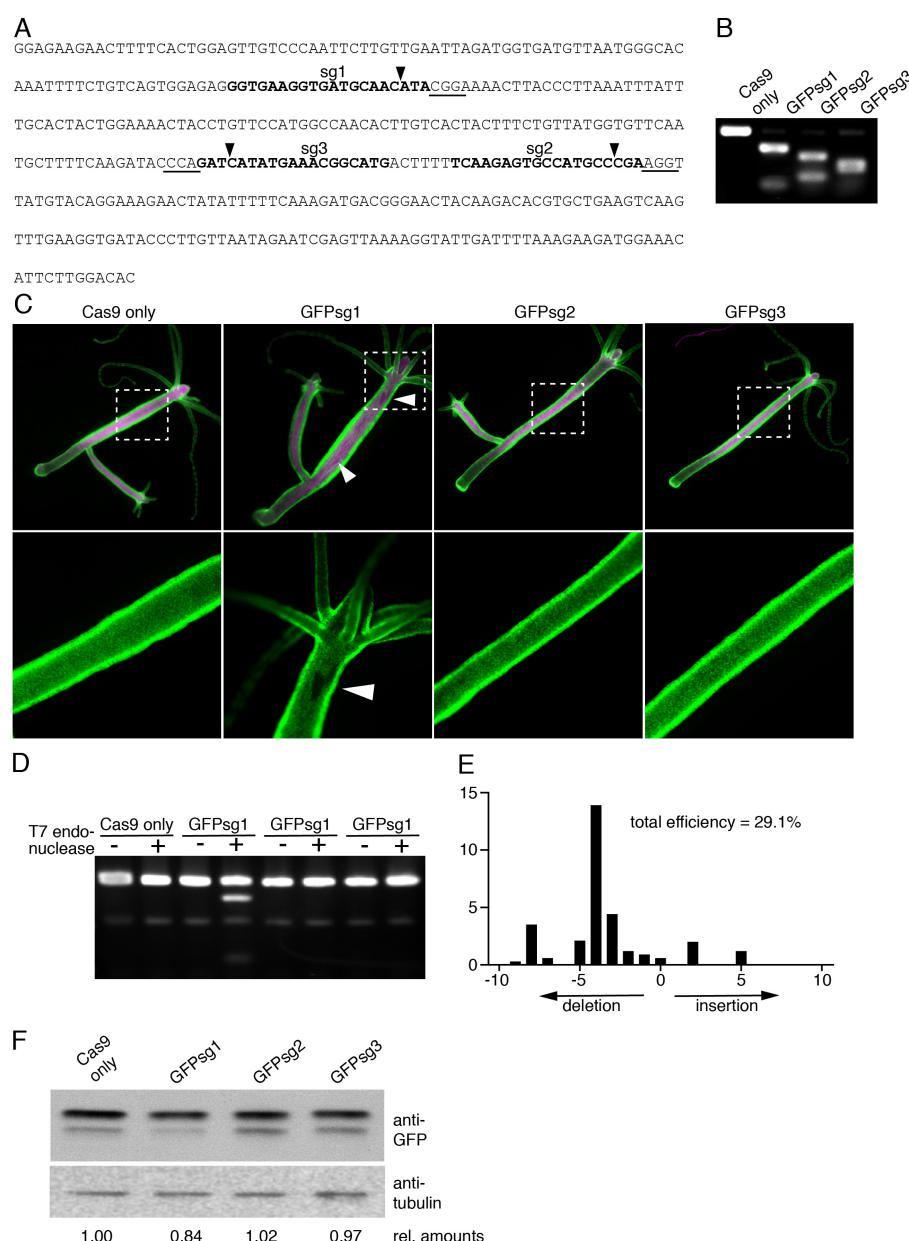 A
GGAGAAGAACTTTTCACTGGAGTTGTCCCAATTCTTGTTGAATTAGATGGTGATGTTAATGGGCAC
sg1
AAATTTTCTGTCAGTGGAGAGGGTGAAGGTGATGCAACATACGGAAAACTTACCCTTAAATTTATT
TGCACTACTGGAAAACTACCTGTTCCATGGCCAACACTTGTCACTACTTTCTGTTATGGTGTTCAA
sg3 sg2
TGCTTTTCAAGATACCCAGATCATATGAAACGGCATGACTTTTTCAAGAGTGCCATGCCCGAAGGT
TATGTACAGGAAAGAACTATATTTTTCAAAGATGACGGGAACTACAAGACACGTGCTGAAGTCAAG
TTTGAAGGTGATACCCTTGTTAATAGAATCGAGTTAAAAGGTATTGATTTTAAAGAAGATGGAAAC
ATTCTTGGACAC
B
Cas9 only GFPsg1 GFPsg2 GFPsg3
C
Cas9 only GFPsg1 GFPsg2 GFPsg3
D
T7 endo-
nuclease
Cas9 only GFPsg1 GFPsg1 GFPsg1
- + - + - + - +
E
15
10
5
0
total efficiency = 29.1%
-10 -5 0 5 10
deletion insertion
F
Cas9 only GFPsg1 GFPsg2 GFPsg3
anti-
GFP
anti-
tubulin
1.00 0.84 1.02 0.97 rel. amounts